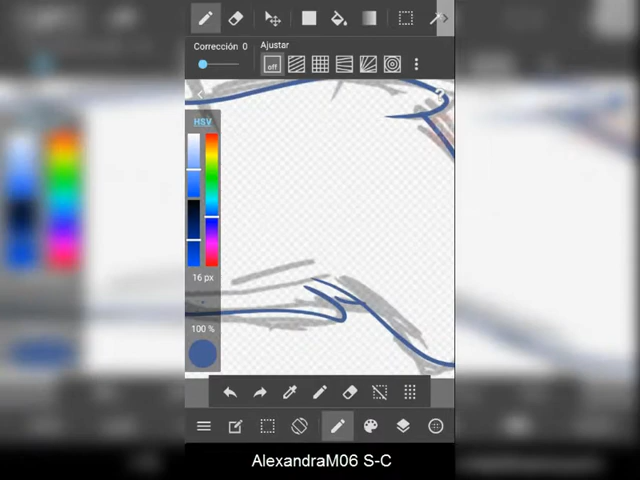 Corrección 0
Ajustar
off
HSV
16 px
100 %
AlexandraM06 S-C